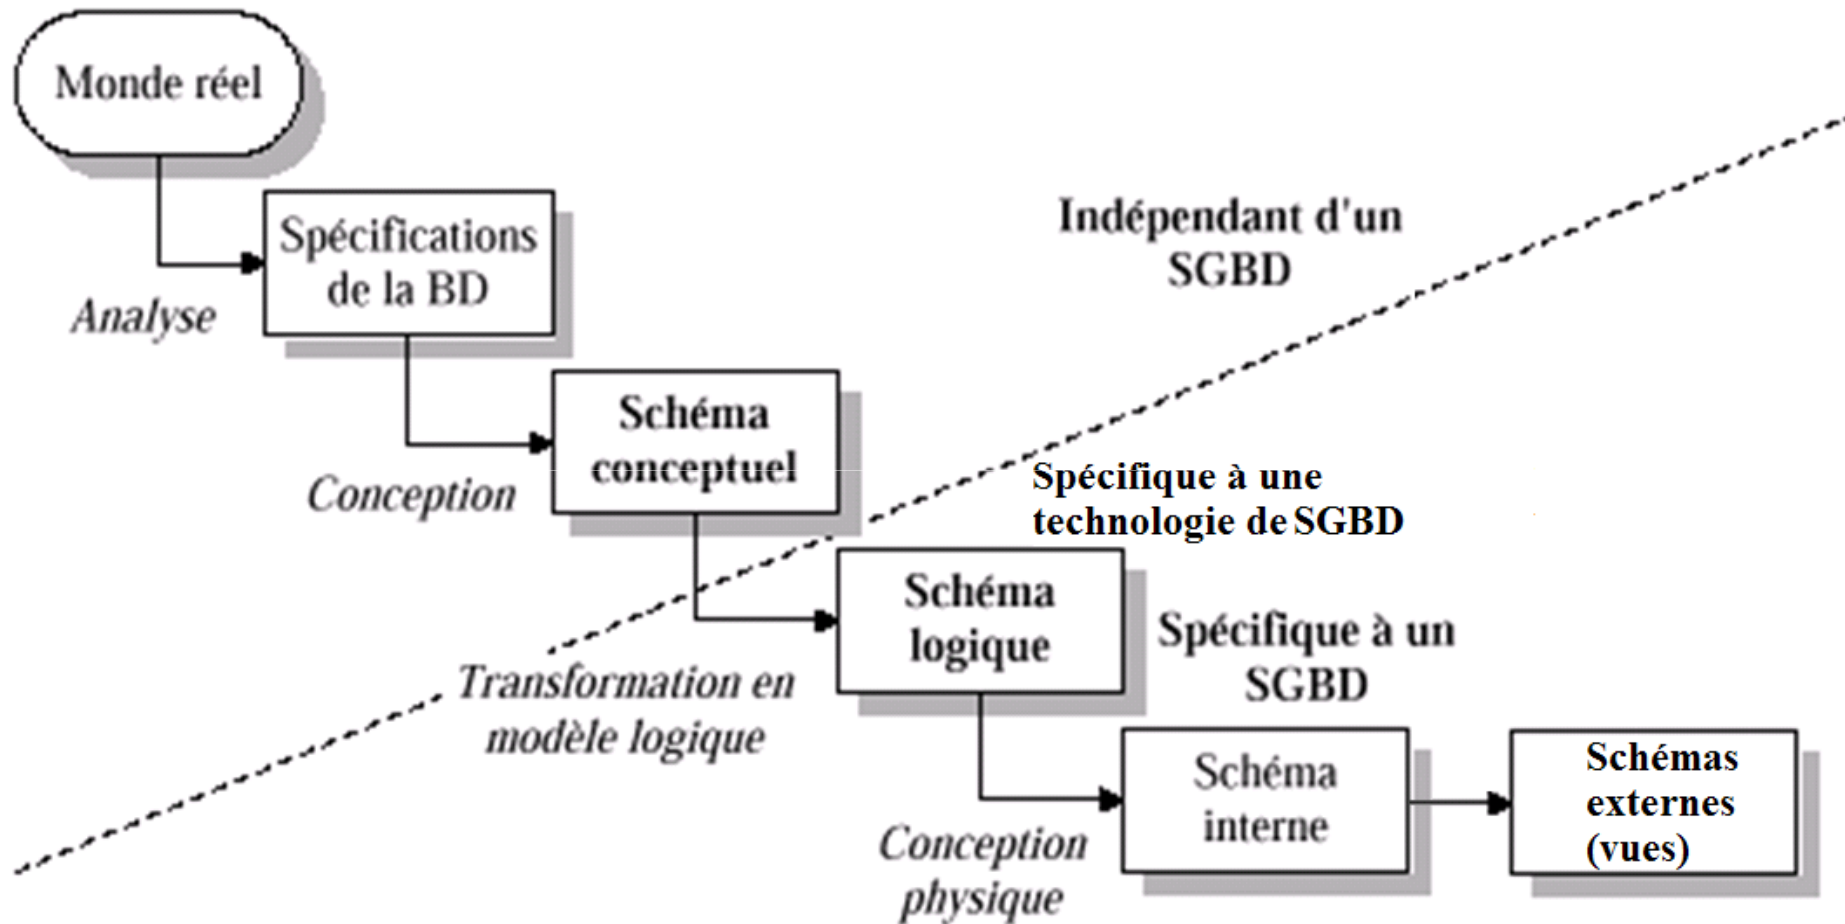 Monde réel
Spécifications
de la BD
Analyse
Indépendant d'un
SGBD
Schéma
conceptuel
Conception
Spécifique à une
technologie de SGBD
Schéma
logique
Transformation en
modèle logique
Spécifique à un
SGBD
Schéma
interne
Conception
physique
Schémas
externes
(vues)